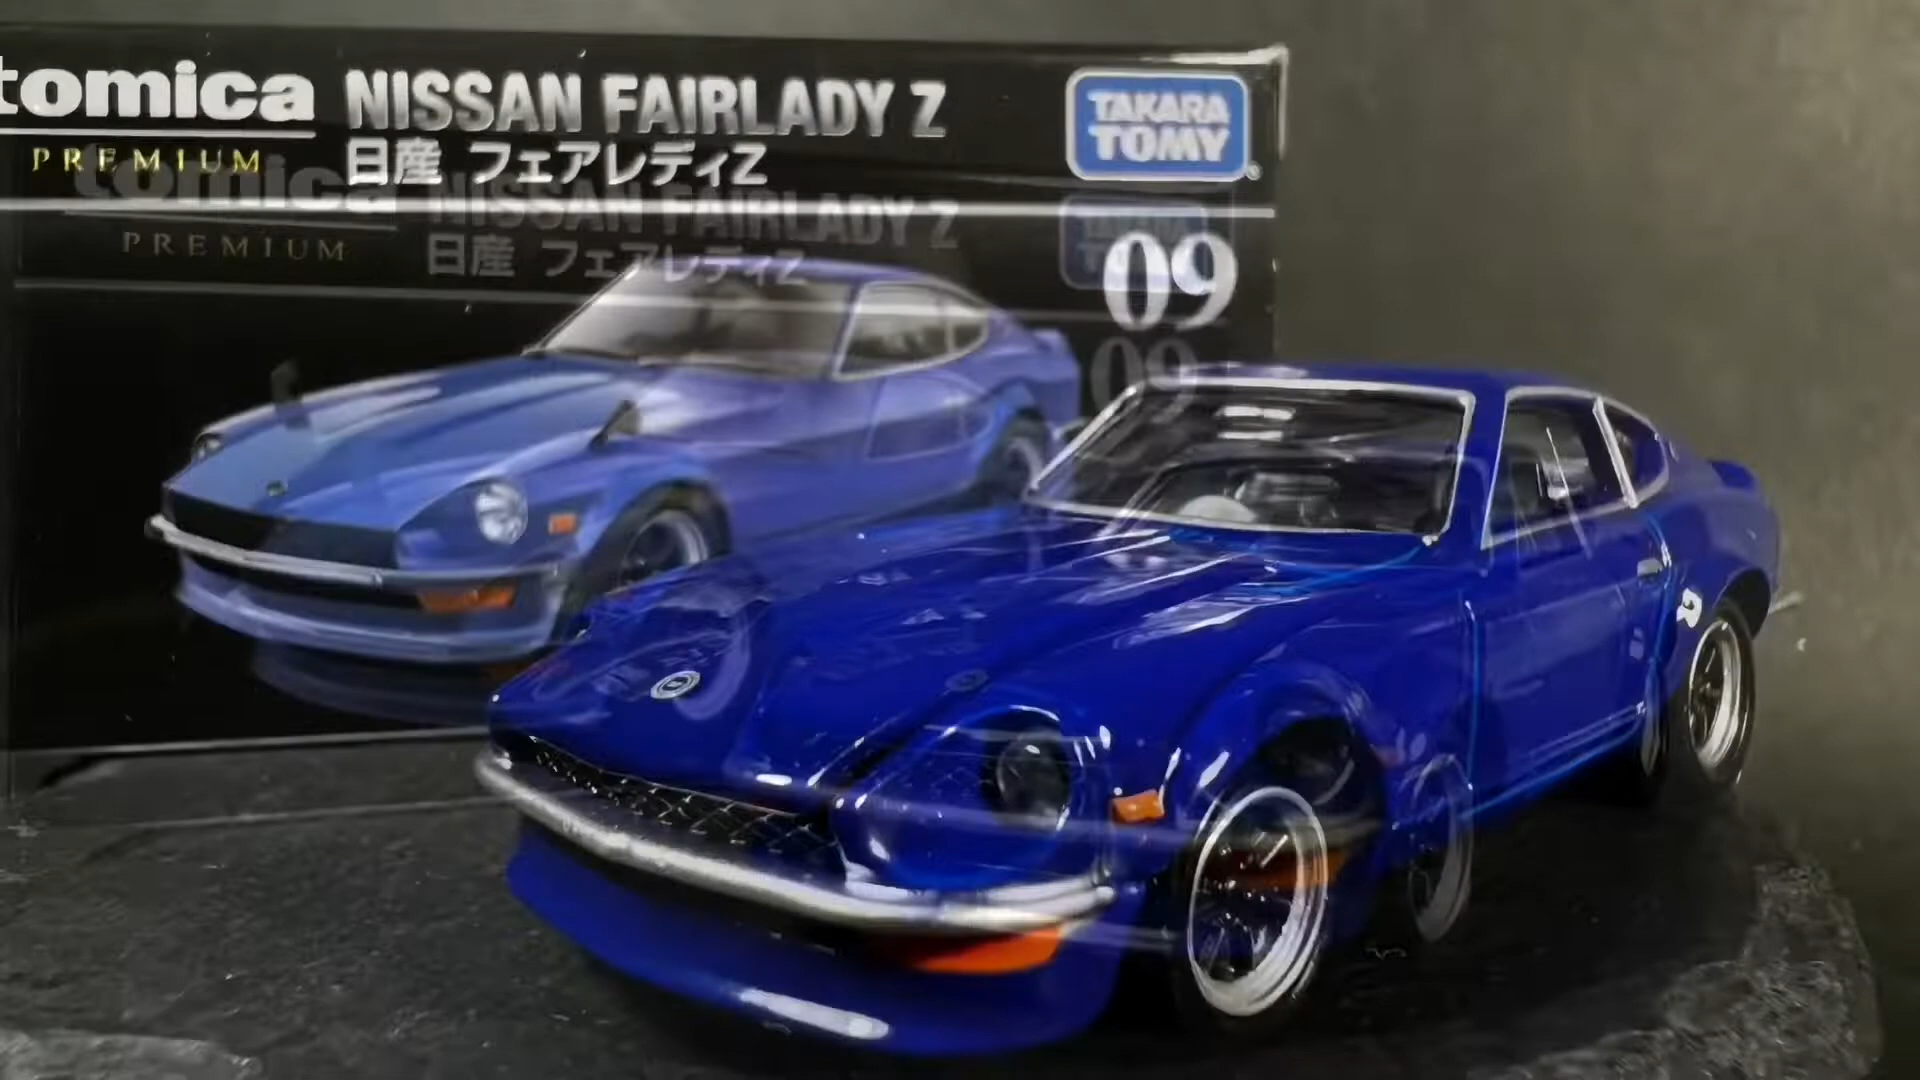 tomica
PREMIUM
NISSAN FAIRLADY Z
日産 フェアレディZ
TAKARA
TOMY
09
tomica
PREMIUM
NISSAN FAIRLADY Z
日産 フェアレディZ
09